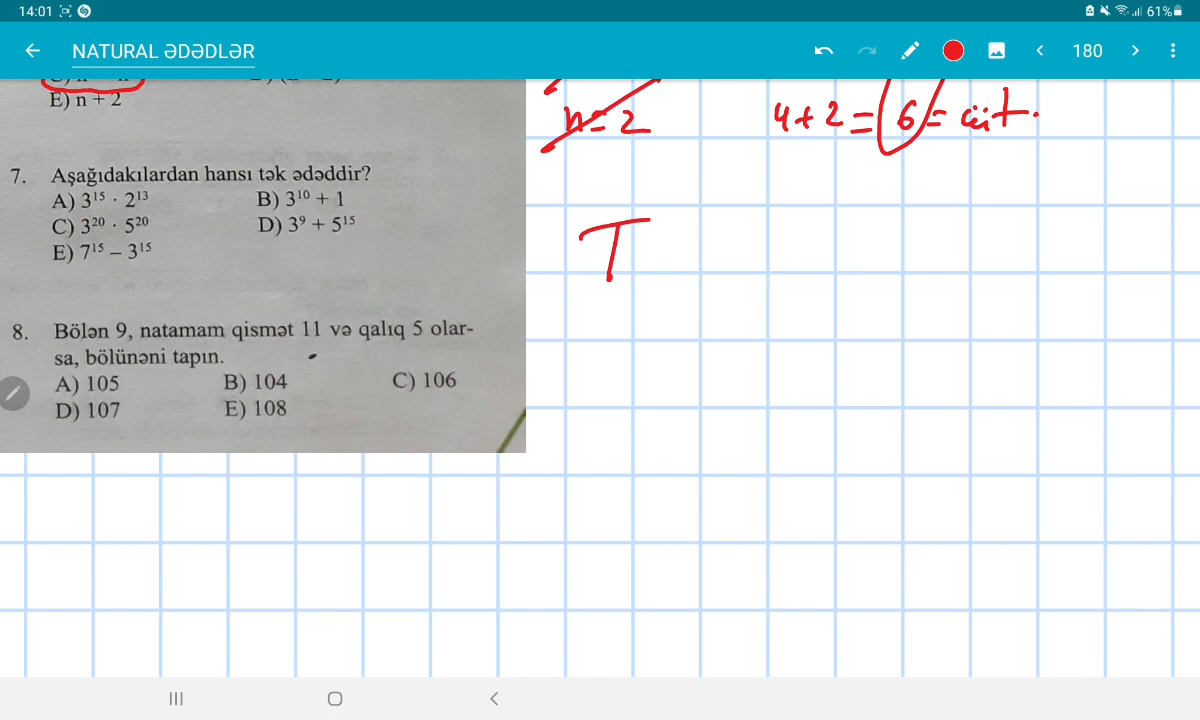 14:01
61%
NATURAL ƏDƏDLƏR
180
E) n + 2
n = 2
4 + 2 = 6 = cüt.
7. Aşağıdakılardan hansı tək ədəddir?
A) 3¹⁵ · 2¹³ B) 3¹⁰ + 1
C) 3²⁰ · 5²⁰ D) 3⁹ + 5¹⁵
E) 7¹⁵ – 3¹⁵
T
8. Bölən 9, natamam qismət 11 və qalıq 5 olar-
sa, bölünəni tapın.
A) 105 B) 104 C) 106
D) 107 E) 108